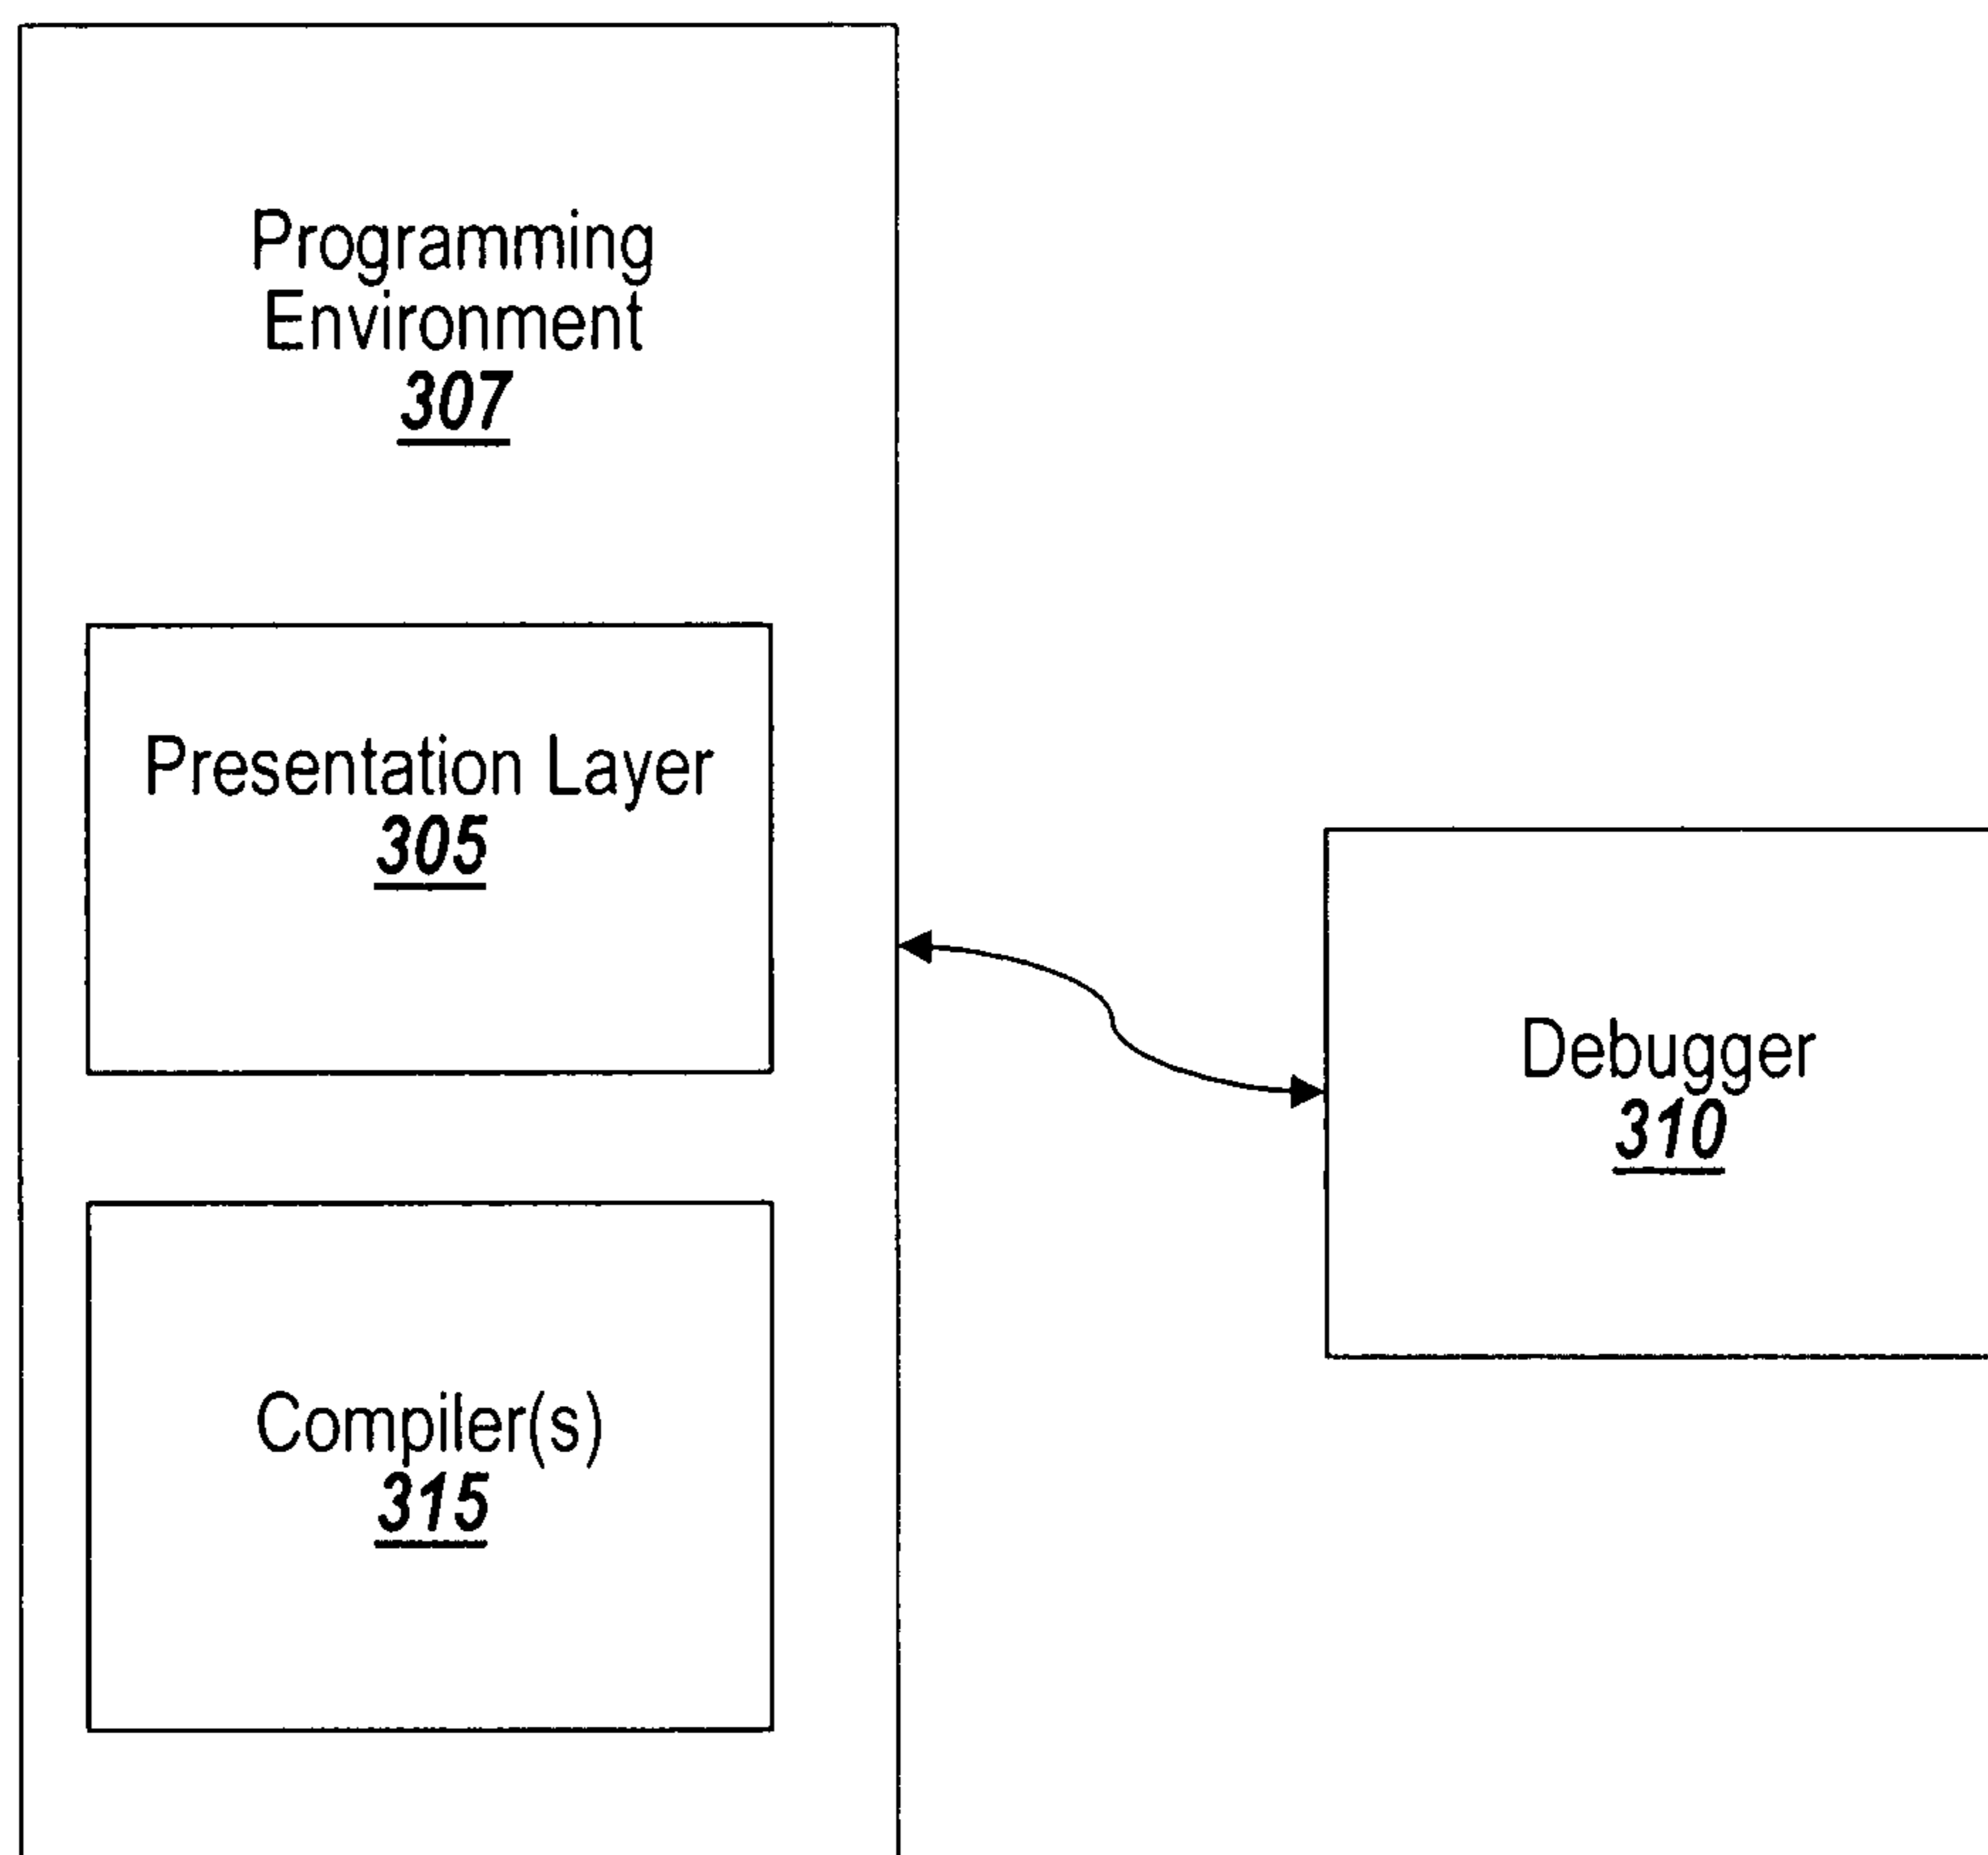 Programming
Environment
307
Presentation Layer
305
Debugger
310
Compiler(s)
315